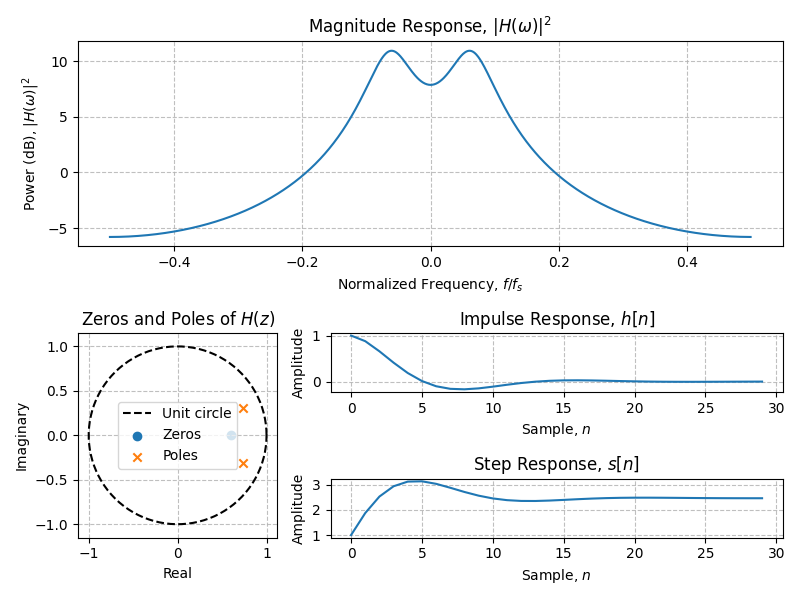 Magnitude Response, |H(ω)|²
Power (dB), |H(ω)|²
10
5
0
−5
−0.4 −0.2 0.0 0.2 0.4
Normalized Frequency, f/fₛ
Zeros and Poles of H(z)
Imaginary
1.0
0.5
0.0
−0.5
−1.0
Unit circle
Zeros
Poles
−1 0 1
Real
Impulse Response, h[n]
Amplitude
1
0
0 5 10 15 20 25 30
Sample, n
Step Response, s[n]
Amplitude
3
2
1
0 5 10 15 20 25 30
Sample, n